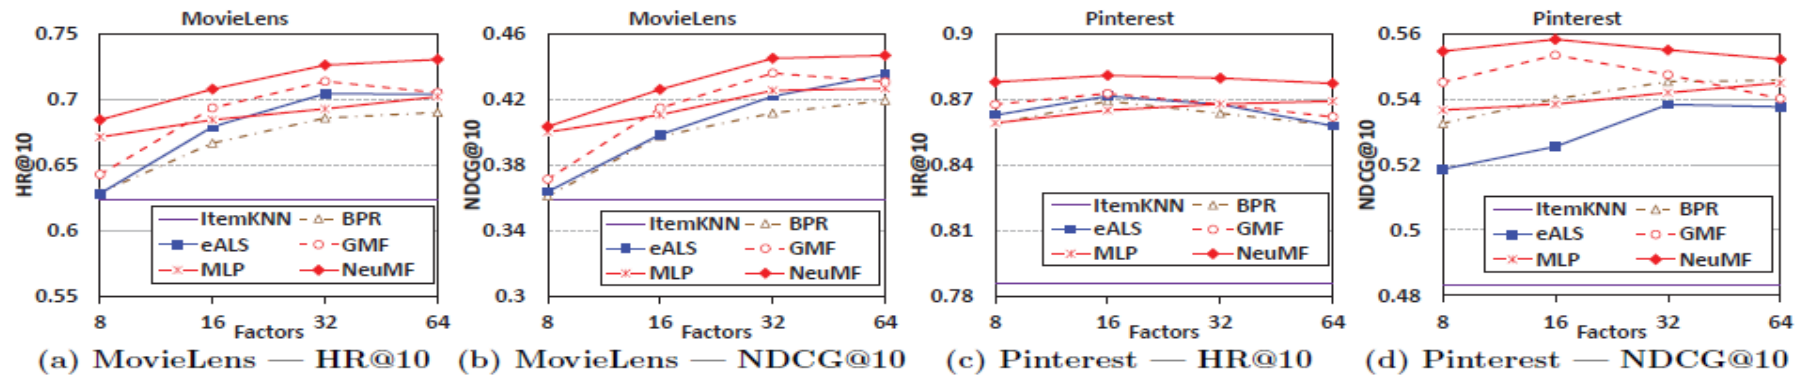 MovieLens
0.75
0.7
0.65
0.6
0.55
HR@10
ItemKNN BPR
eALS GMF
MLP NeuMF
8 16 32 64
Factors
(a) MovieLens — HR@10
MovieLens
0.46
0.42
0.38
0.34
0.3
NDCG@10
ItemKNN BPR
eALS GMF
MLP NeuMF
8 16 32 64
Factors
(b) MovieLens — NDCG@10
Pinterest
0.9
0.87
0.84
0.81
0.78
HR@10
ItemKNN BPR
eALS GMF
MLP NeuMF
8 16 32 64
Factors
(c) Pinterest — HR@10
Pinterest
0.56
0.54
0.52
0.5
0.48
NDCG@10
ItemKNN BPR
eALS GMF
MLP NeuMF
8 16 32 64
Factors
(d) Pinterest — NDCG@10